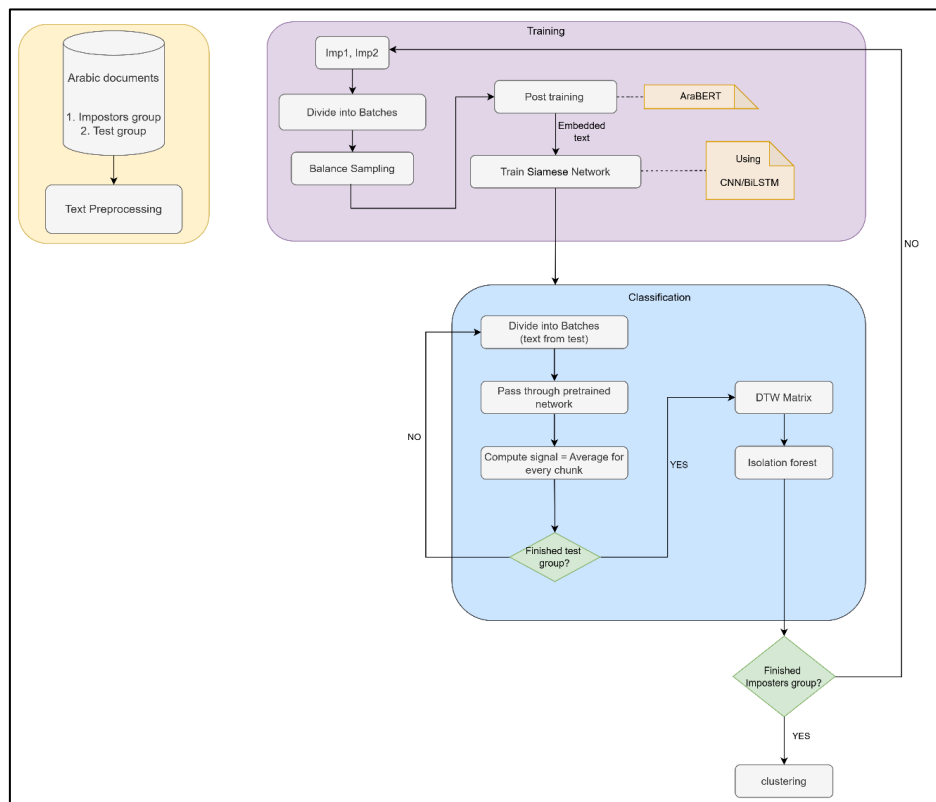 Arabic documents
1. Impostors group
2. Test group
Text Preprocessing
Training
Imp1, Imp2
Divide into Batches
Balance Sampling
Post training
AraBERT
Embedded
text
Train Siamese Network
Using
CNN/BiLSTM
NO
Classification
Divide into Batches
(text from test)
Pass through pretrained
network
Compute signal = Average for
every chunk
Finished test
group?
NO
YES
DTW Matrix
Isolation forest
Finished
Imposters group?
YES
clustering